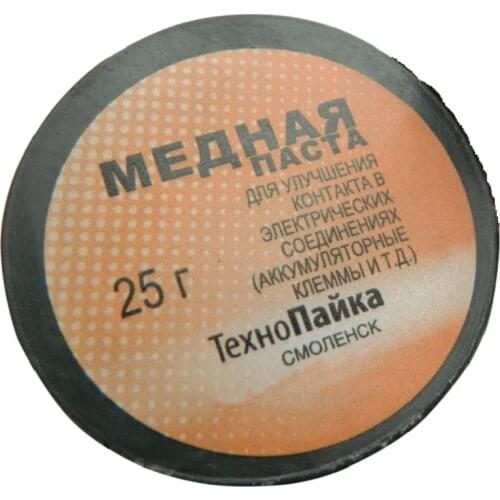 МЕДНАЯ
ПАСТА
ДЛЯ УЛУЧШЕНИЯ
КОНТАКТА В
ЭЛЕКТРИЧЕСКИХ
СОЕДИНЕНИЯХ
(АККУМУЛЯТОРНЫЕ
КЛЕММЫ И Т.Д.)
25 г
ТехноПайка
СМОЛЕНСК